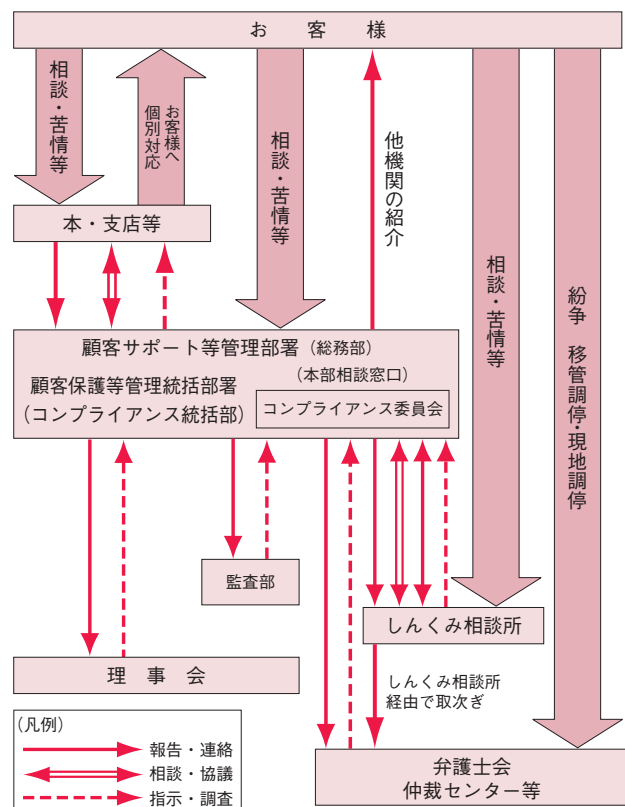 お　客　様
相談・苦情等
お客様へ
個別対応
相談・苦情等
他機関の紹介
相談・苦情等
紛争　移管調停・現地調停
本・支店等
顧客サポート等管理部署（総務部）
（本部相談窓口）
顧客保護等管理統括部署
（コンプライアンス統括部）
コンプライアンス委員会
監査部
しんくみ相談所
理　事　会
しんくみ相談所
経由で取次ぎ
弁護士会
仲裁センター等
（凡例）
報告・連絡
相談・協議
指示・調査